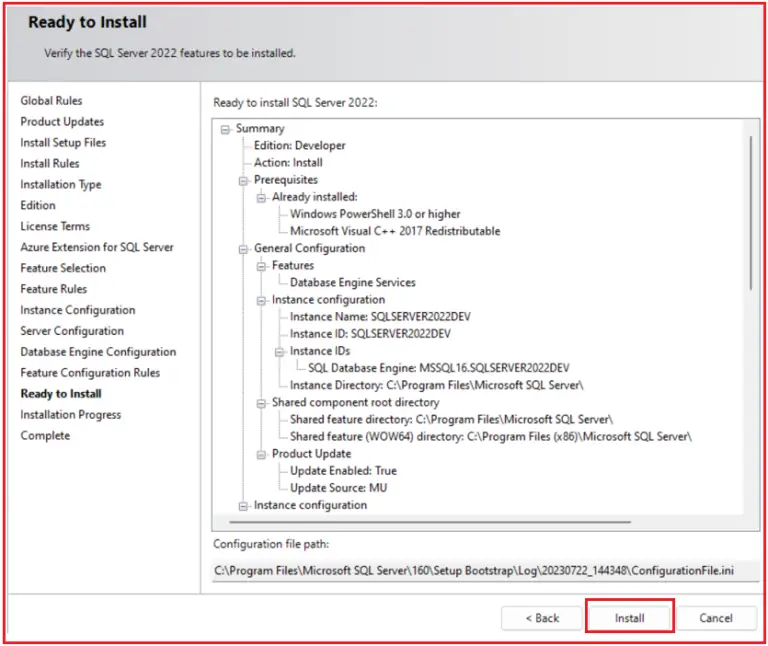 Ready to Install
Verify the SQL Server 2022 features to be installed.
Global Rules
Product Updates
Install Setup Files
Install Rules
Installation Type
Edition
License Terms
Azure Extension for SQL Server
Feature Selection
Feature Rules
Instance Configuration
Server Configuration
Database Engine Configuration
Feature Configuration Rules
Ready to Install
Installation Progress
Complete
Ready to install SQL Server 2022:
Summary
Edition: Developer
Action: Install
Prerequisites
Already installed:
Windows PowerShell 3.0 or higher
Microsoft Visual C++ 2017 Redistributable
General Configuration
Features
Database Engine Services
Instance configuration
Instance Name: SQLSERVER2022DEV
Instance ID: SQLSERVER2022DEV
Instance IDs
SQL Database Engine: MSSQL16.SQLSERVER2022DEV
Instance Directory: C:\Program Files\Microsoft SQL Server\
Shared component root directory
Shared feature directory: C:\Program Files\Microsoft SQL Server\
Shared feature (WOW64) directory: C:\Program Files (x86)\Microsoft SQL Server\
Product Update
Update Enabled: True
Update Source: MU
Instance configuration
Configuration file path:
C:\Program Files\Microsoft SQL Server\160\Setup Bootstrap\Log\20230722_144348\ConfigurationFile.ini
< Back
Install
Cancel